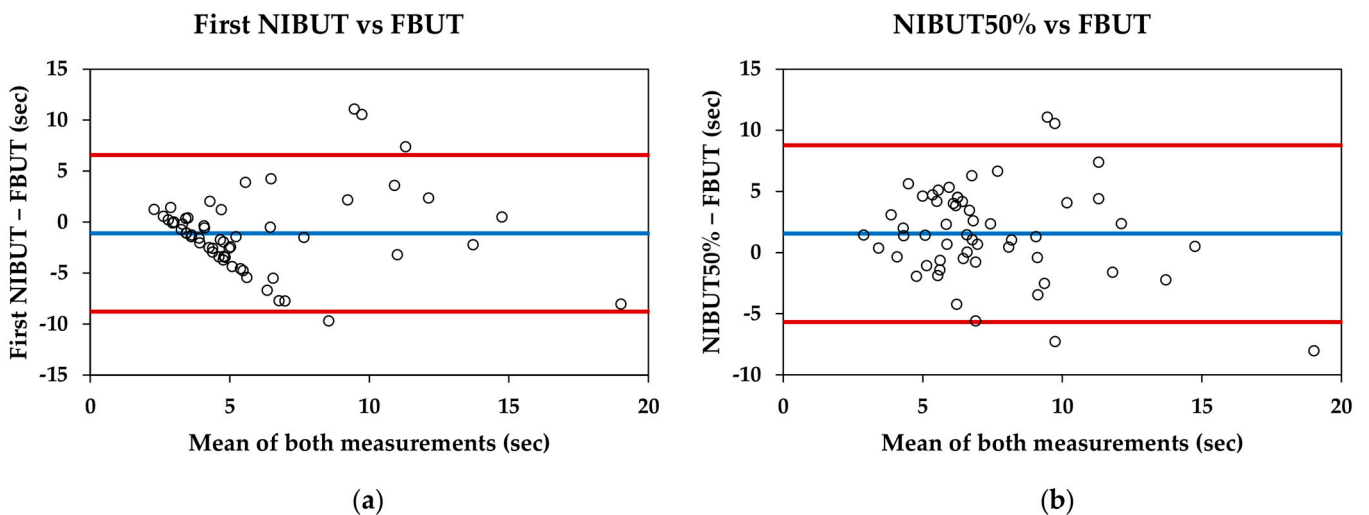 First NIBUT vs FBUT
First NIBUT – FBUT (sec)
15
10
5
0
-5
-10
-15
0 5 10 15 20
Mean of both measurements (sec)
(a)
NIBUT50% vs FBUT
NIBUT50% – FBUT (sec)
15
10
5
0
-5
-10
0 5 10 15 20
Mean of both measurements (sec)
(b)